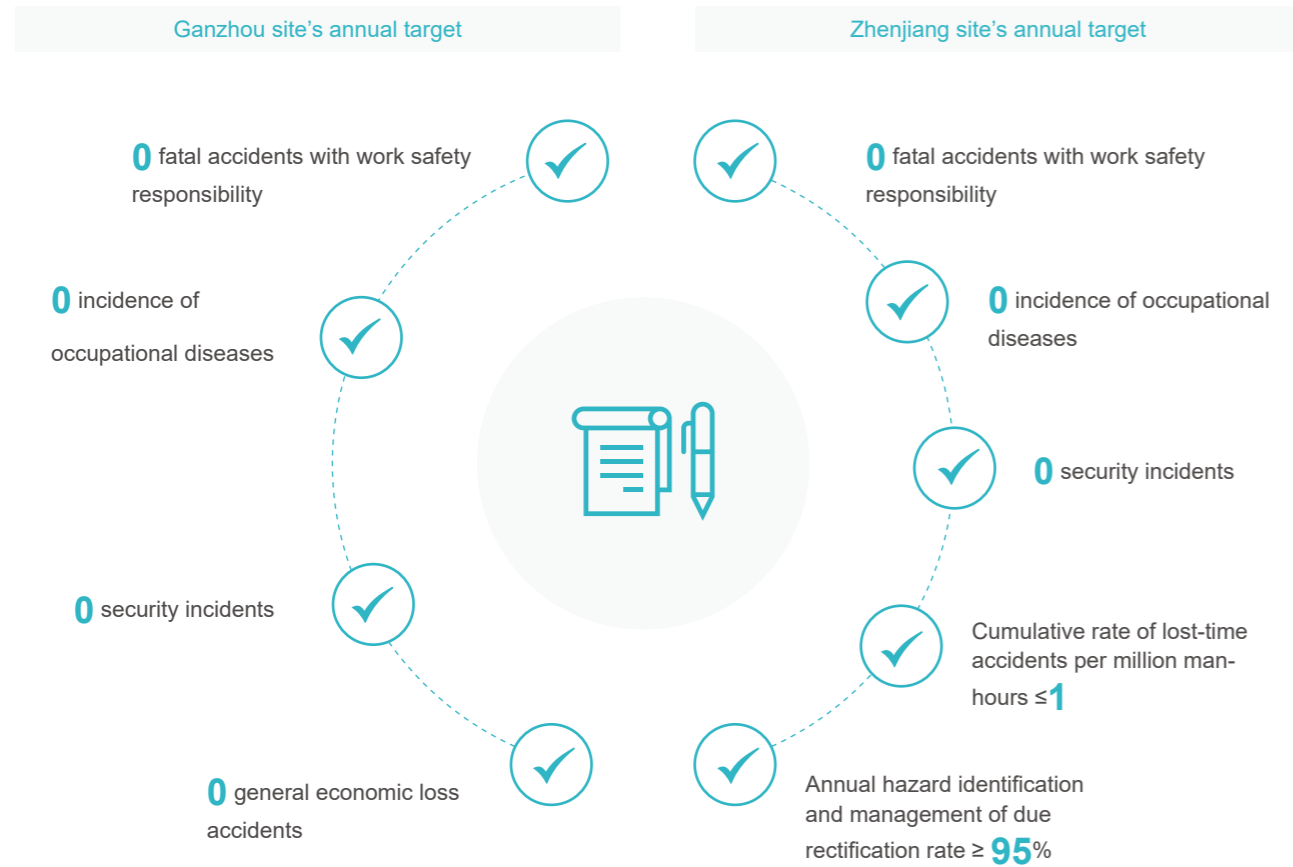 Ganzhou site's annual target
0 fatal accidents with work safety
responsibility
0 incidence of
occupational diseases
0 security incidents
0 general economic loss
accidents
Zhenjiang site's annual target
0 fatal accidents with work safety
responsibility
0 incidence of occupational
diseases
0 security incidents
Cumulative rate of lost-time
accidents per million man-
hours ≤1
Annual hazard identification
and management of due
rectification rate ≥ 95%